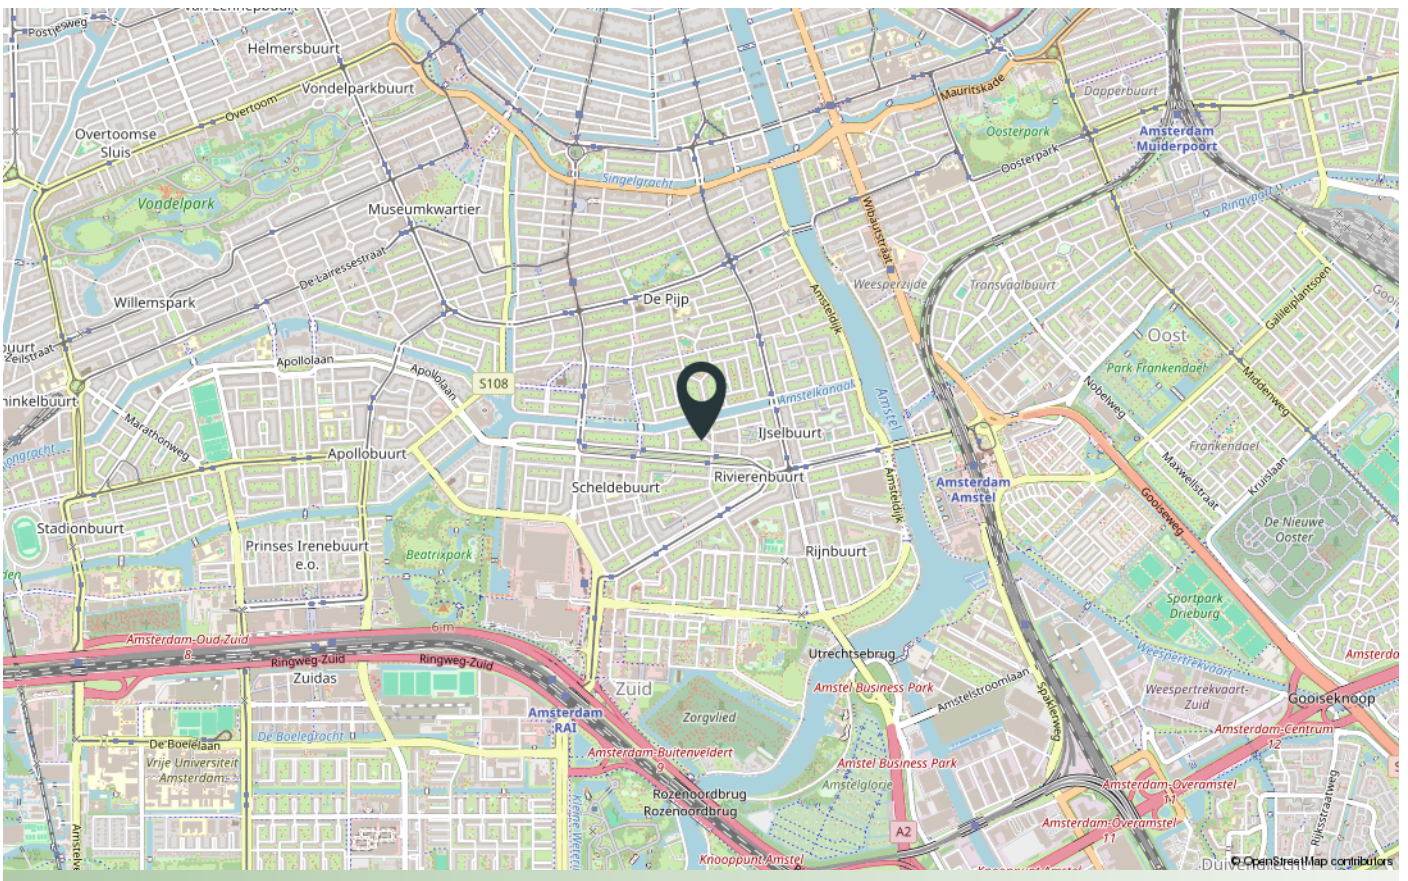 Postjesweg
Helmersbuurt
Vondelparkbuurt
Overtoom
Overtoomse
Sluis
Mauritskade
Dapperbuurt
Oosterpark
Amsterdam
Muiderpoort
Oosterpark
Singelgracht
Vondelpark
Museumkwartier
Wibautstraat
Ringvaart
De Lairessestraat
Willemspark
De Pijp
Amsteldijk
Weesperzijde
Transvaalbuurt
Galileiplantsoen
Oost
Zeilstraat
Apollolaan
Apollolaan
S108
Amstelkanaal
Amstel
Park Frankendael
Nobelweg
Middenweg
Marathonweg
Apollobuurt
IJselbuurt
Frankendael
Maxwellstraat
Kruislaan
Rivierenbuurt
Scheldebuurt
Amsteldijk
Amsterdam
Amstel
Gooiseweg
De Nieuwe
Ooster
Stadionbuurt
Prinses Irenebuurt
e.o.
Beatrixpark
Rijnbuurt
Sportpark
Drieburg
6 m
Amsterdam-Oud Zuid
8
Ringweg-Zuid
Ringweg-Zuid
Zuidas
Utrechtsebrug
Weespertrekvaart
Zuid
Amstel Business Park
Amstelstroomlaan
Spaklerweg
Weespertrekvaart-
Zuid
Gooiseknoop
Amsterdam
RAI
Zorgvlied
De Boelegracht
De Boelelaan
Amsterdam-Centrum
12
Vrije Universiteit
Amsterdam
Amsterdam-Buitenveldert
9
Amstel Business Park
Amstelglorie
Amsterdam-Overamstel
11
Rozenoordbrug
Rozenoordbrug
A2
Amsterdam-Overamstel
11
Rijksstraatweg
Knooppunt Amstel
© OpenStreetMap contributors